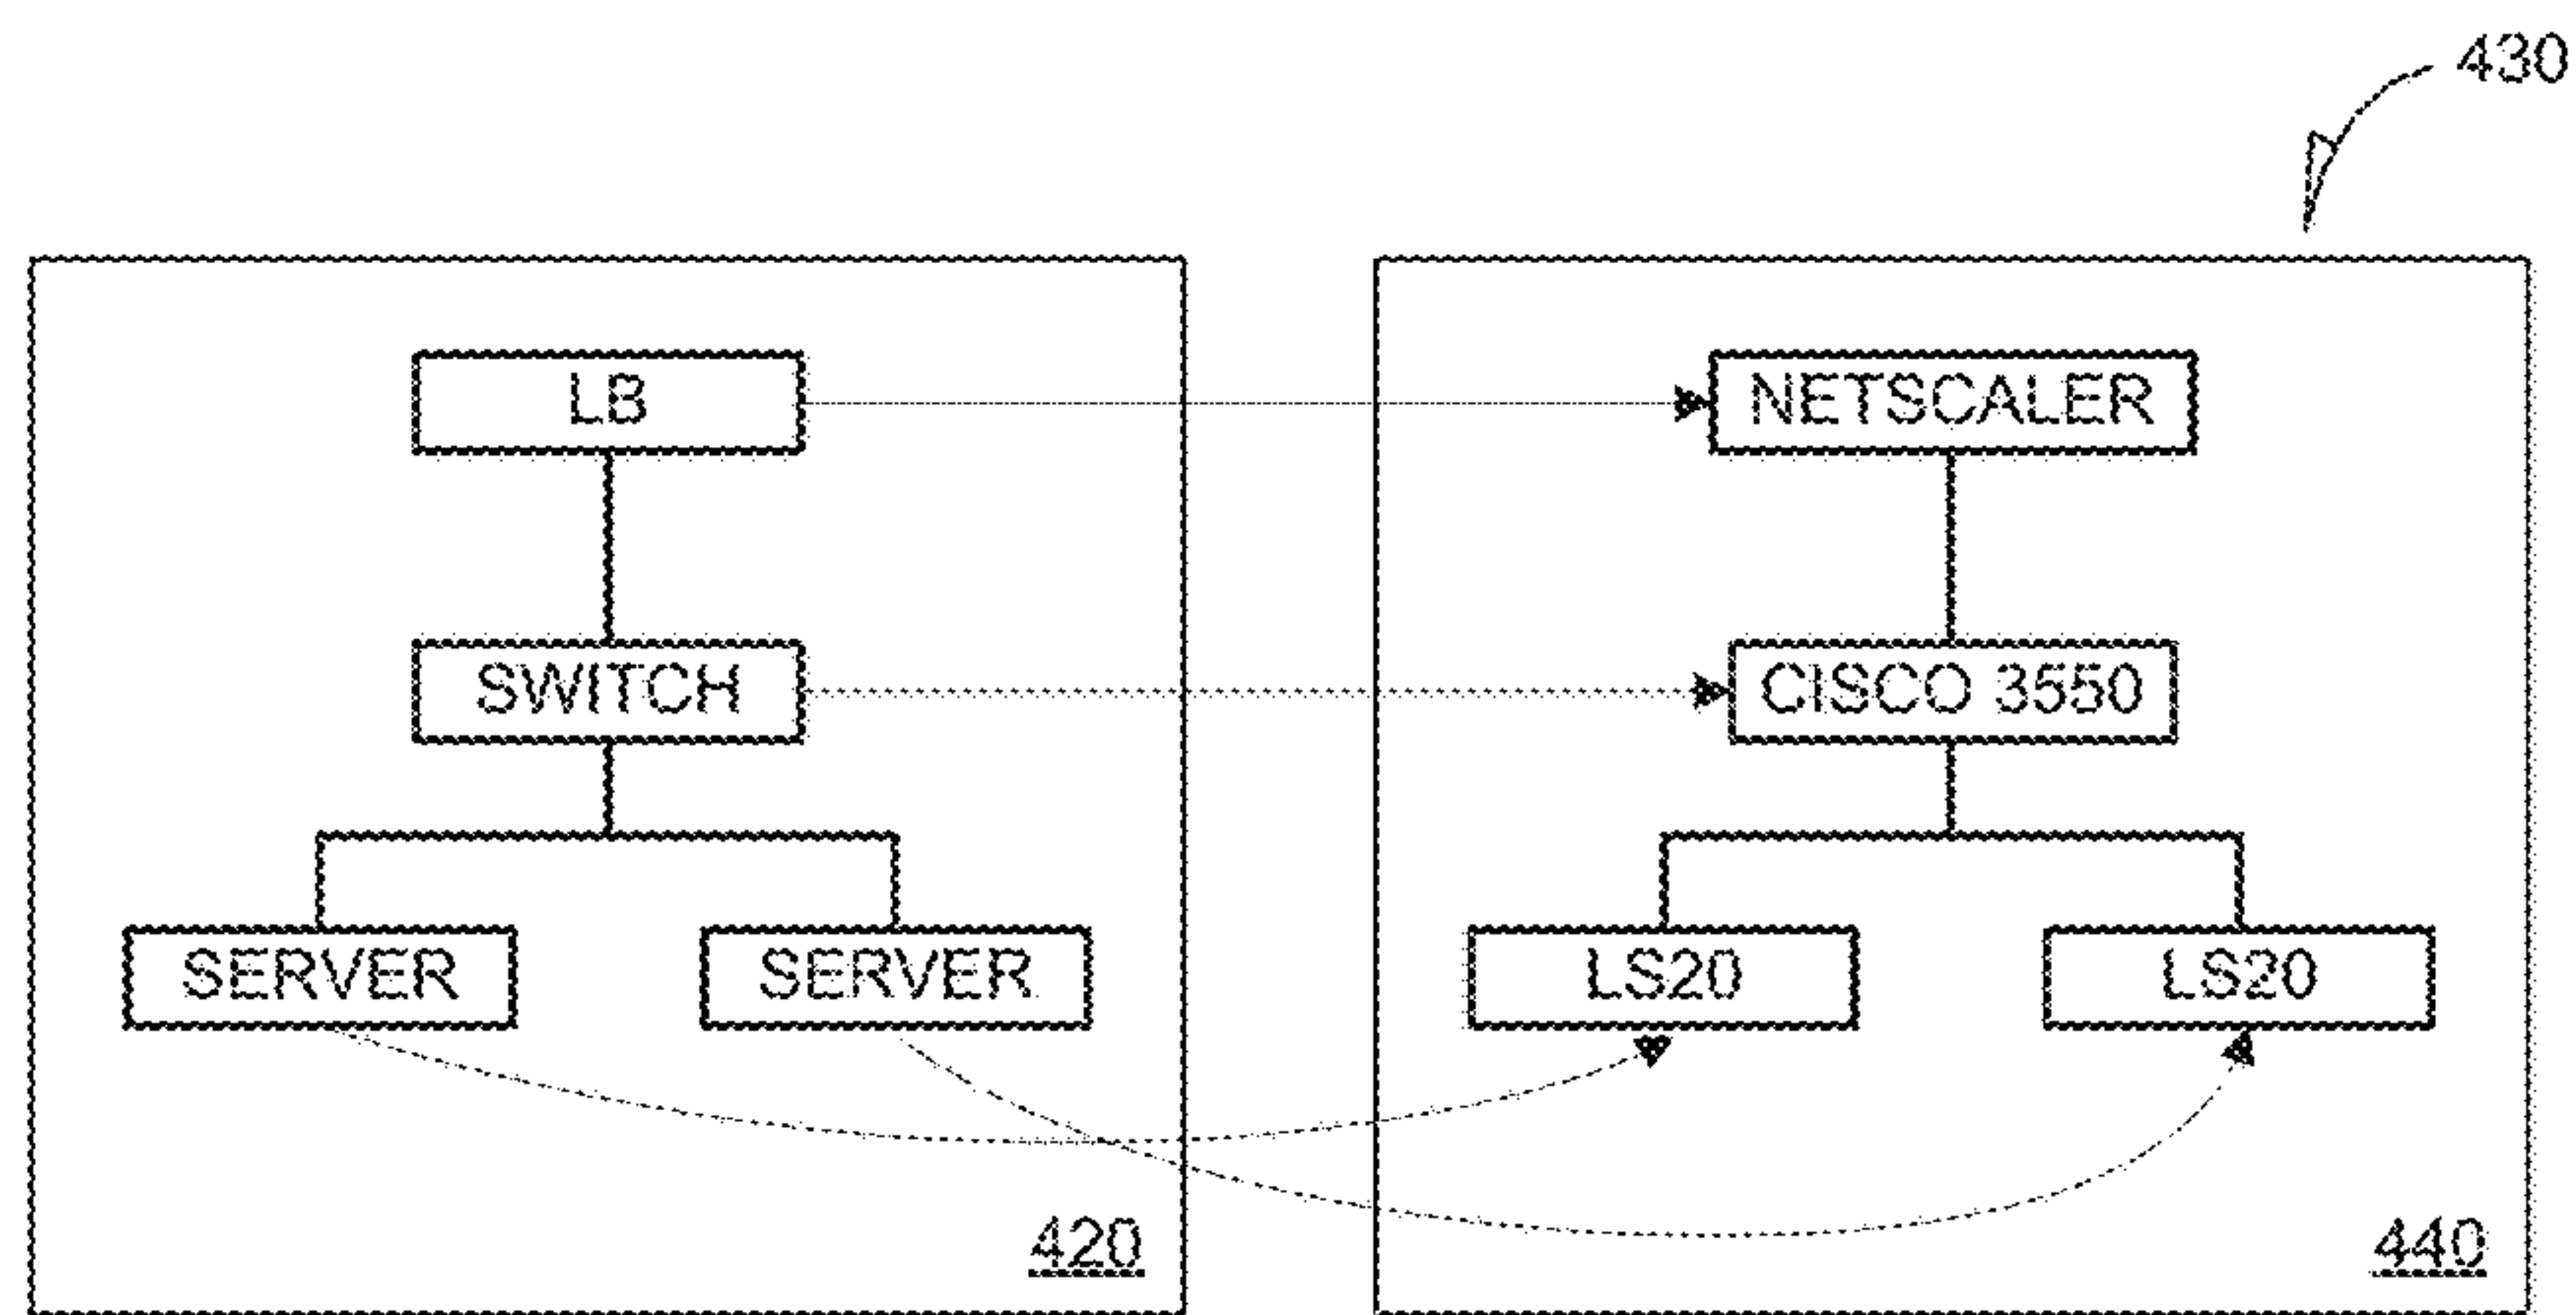 430
LB
NETSCALER
SWITCH
CISCO 3550
SERVER
SERVER
LS20
LS20
420
440